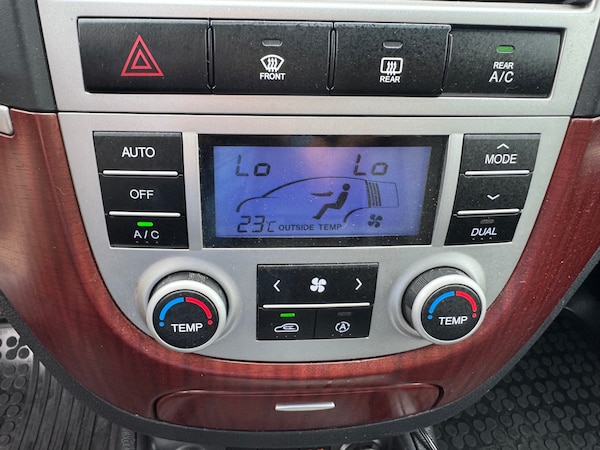 FRONT
REAR
REAR
A/C
AUTO
OFF
A/C
Lo Lo
23°C OUTSIDE TEMP
MODE
DUAL
A
TEMP
TEMP